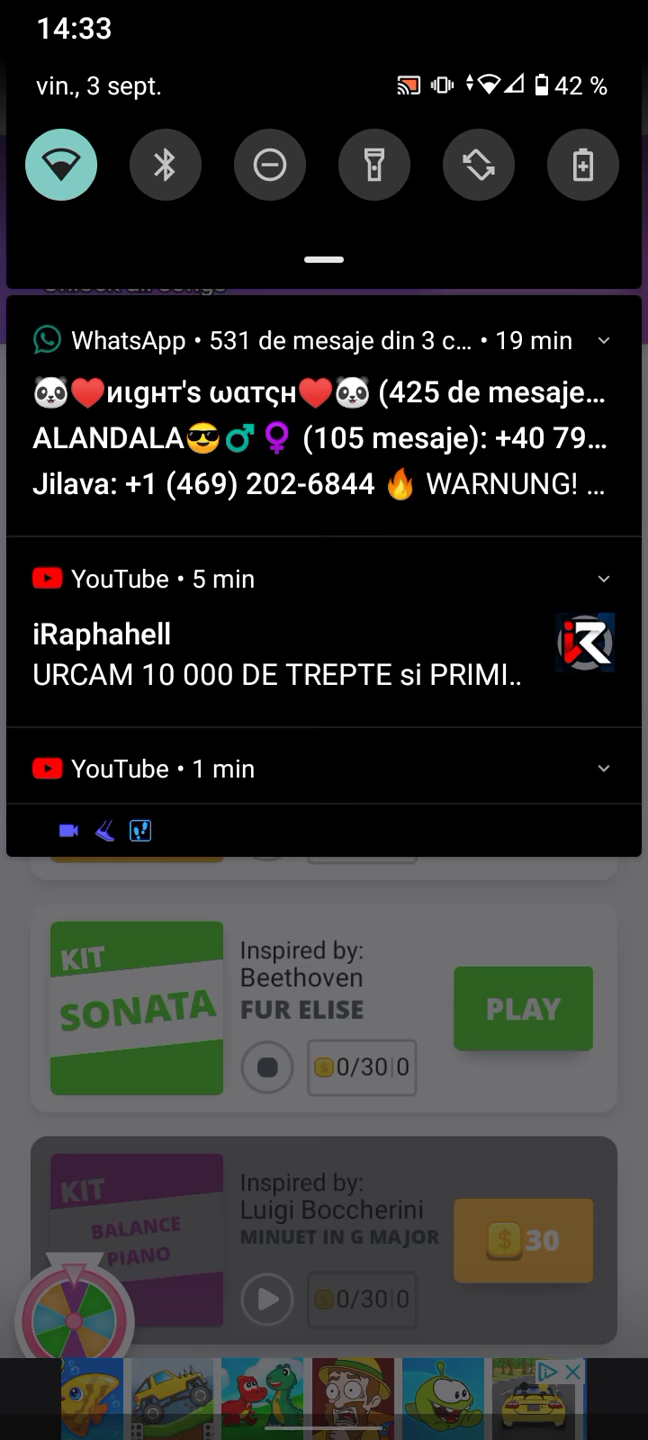 14:33
vin., 3 sept.
42 %
WhatsApp • 531 de mesaje din 3 c... • 19 min
🐼❤️ᴎιgнт's ωατςн❤️🐼 (425 de mesaje...
ALANDALA😎♂️♀️ (105 mesaje): +40 79...
Jilava: +1 (469) 202-6844 🔥 WARNUNG! ...
YouTube • 5 min
iRaphahell
URCAM 10 000 DE TREPTE si PRIMI..
YouTube • 1 min
KIT
SONATA
Inspired by:
Beethoven
FUR ELISE
0/30|0
PLAY
KIT
BALANCE
PIANO
Inspired by:
Luigi Boccherini
MINUET IN G MAJOR
0/30|0
30